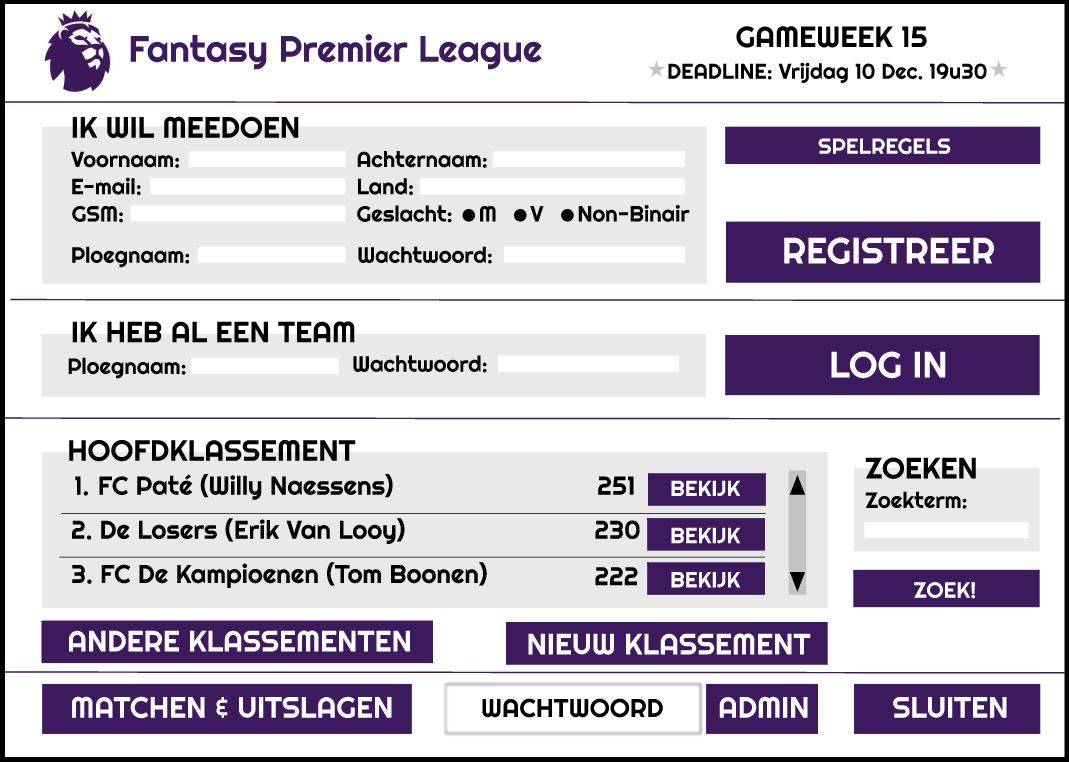 Fantasy Premier League
GAMEWEEK 15
DEADLINE: Vrijdag 10 Dec. 19u30
IK WIL MEEDOEN
Voornaam: Achternaam:
E-mail: Land:
GSM: Geslacht: M V Non-Binair
Ploegnaam: Wachtwoord:
SPELREGELS
REGISTREER
IK HEB AL EEN TEAM
Ploegnaam: Wachtwoord:
LOG IN
HOOFDKLASSEMENT
1. FC Paté (Willy Naessens) 251 BEKIJK
2. De Losers (Erik Van Looy) 230 BEKIJK
3. FC De Kampioenen (Tom Boonen) 222 BEKIJK
ZOEKEN
Zoekterm:
ZOEK!
ANDERE KLASSEMENTEN
NIEUW KLASSEMENT
MATCHEN & UITSLAGEN
WACHTWOORD
ADMIN
SLUITEN